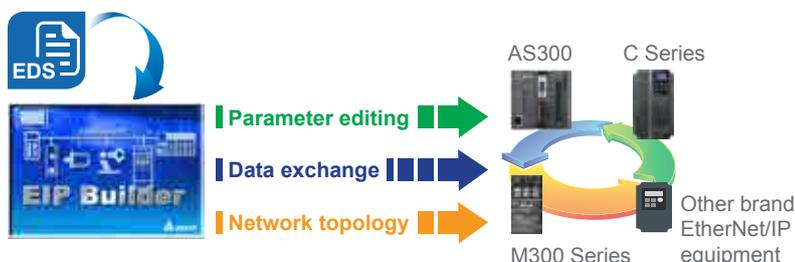 EDS
EIP Builder
Parameter editing
Data exchange
Network topology
AS300
C Series
M300 Series
Other brand
EtherNet/IP
equipment